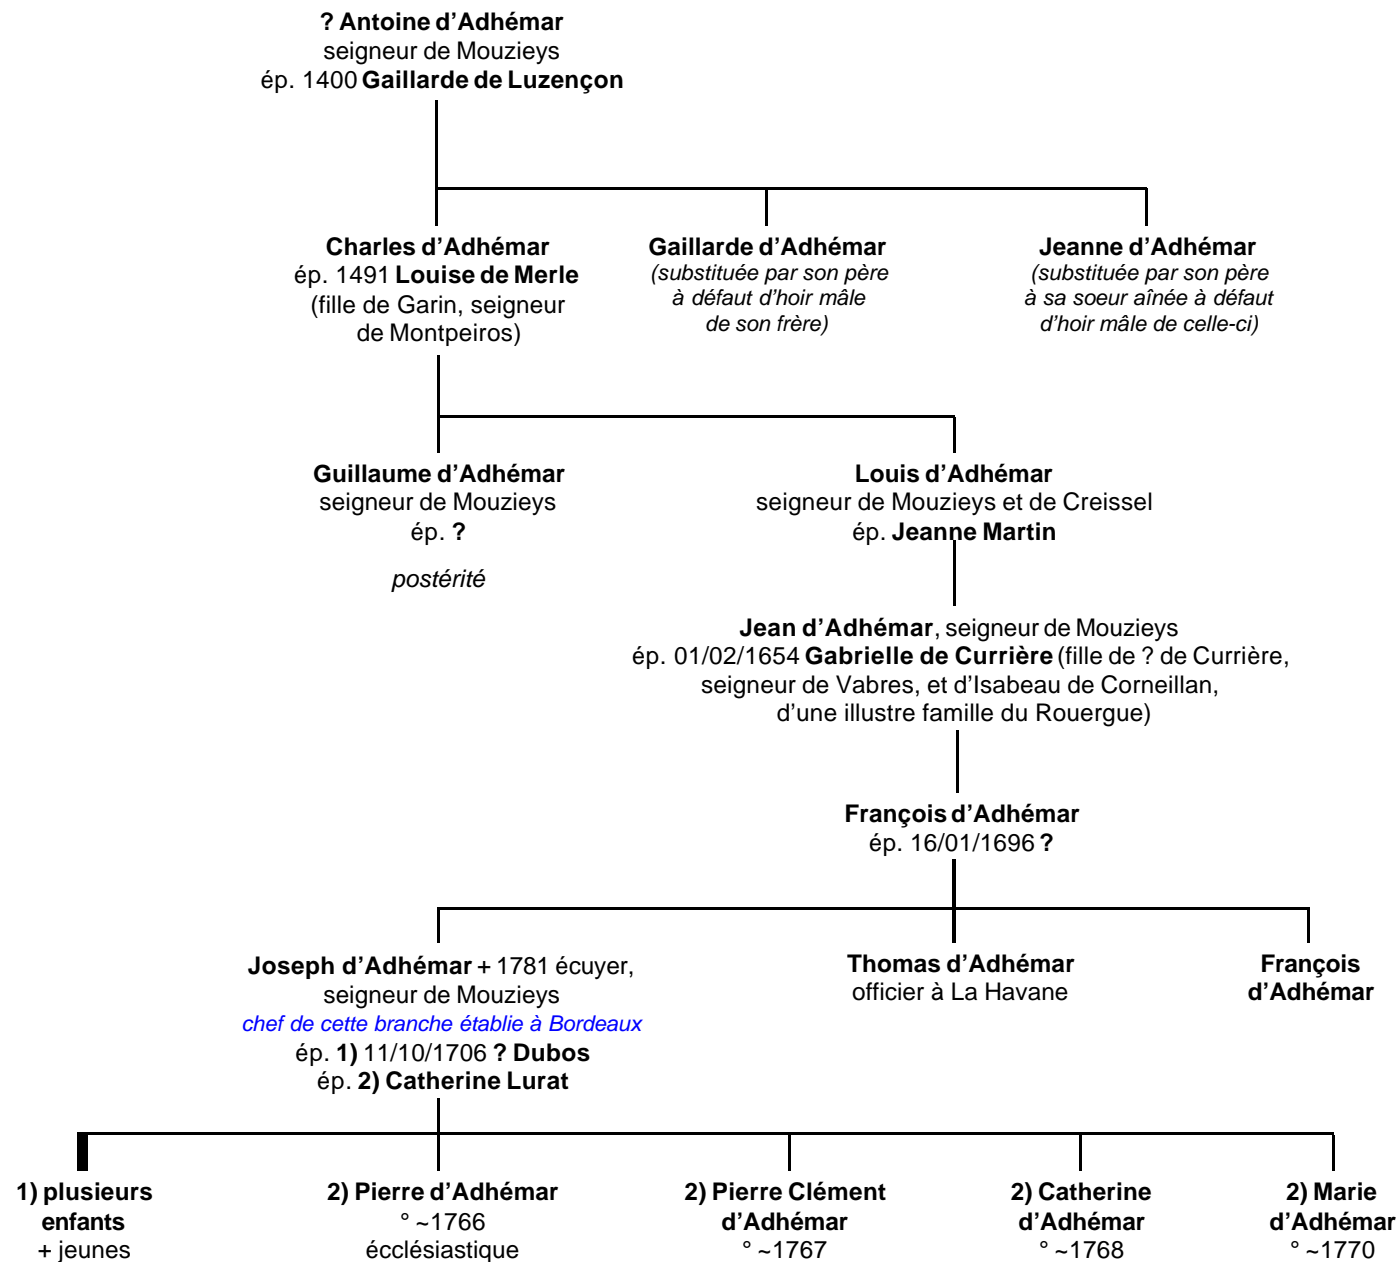 ? Antoine d’Adhémar
seigneur de Mouzieys
ép. 1400 Gaillarde de Luzençon
Charles d’Adhémar
ép. 1491 Louise de Merle
(fille de Garin, seigneur
de Montpeiros)
Gaillarde d’Adhémar
(substituée par son père
à défaut d’hoir mâle
de son frère)
Jeanne d’Adhémar
(substituée par son père
à sa soeur aînée à défaut
d’hoir mâle de celle-ci)
Guillaume d’Adhémar
seigneur de Mouzieys
ép. ?
postérité
Louis d’Adhémar
seigneur de Mouzieys et de Creissel
ép. Jeanne Martin
Jean d’Adhémar, seigneur de Mouzieys
ép. 01/02/1654 Gabrielle de Currière (fille de ? de Currière,
seigneur de Vabres, et d’Isabeau de Corneillan,
d’une illustre famille du Rouergue)
François d’Adhémar
ép. 16/01/1696 ?
Joseph d’Adhémar + 1781 écuyer,
seigneur de Mouzieys
chef de cette branche établie à Bordeaux
ép. 1) 11/10/1706 ? Dubos
ép. 2) Catherine Lurat
Thomas d’Adhémar
officier à La Havane
François
d’Adhémar
1) plusieurs
enfants
+ jeunes
2) Pierre d’Adhémar
° ~1766
écclésiastique
2) Pierre Clément
d’Adhémar
° ~1767
2) Catherine
d’Adhémar
° ~1768
2) Marie
d’Adhémar
° ~1770